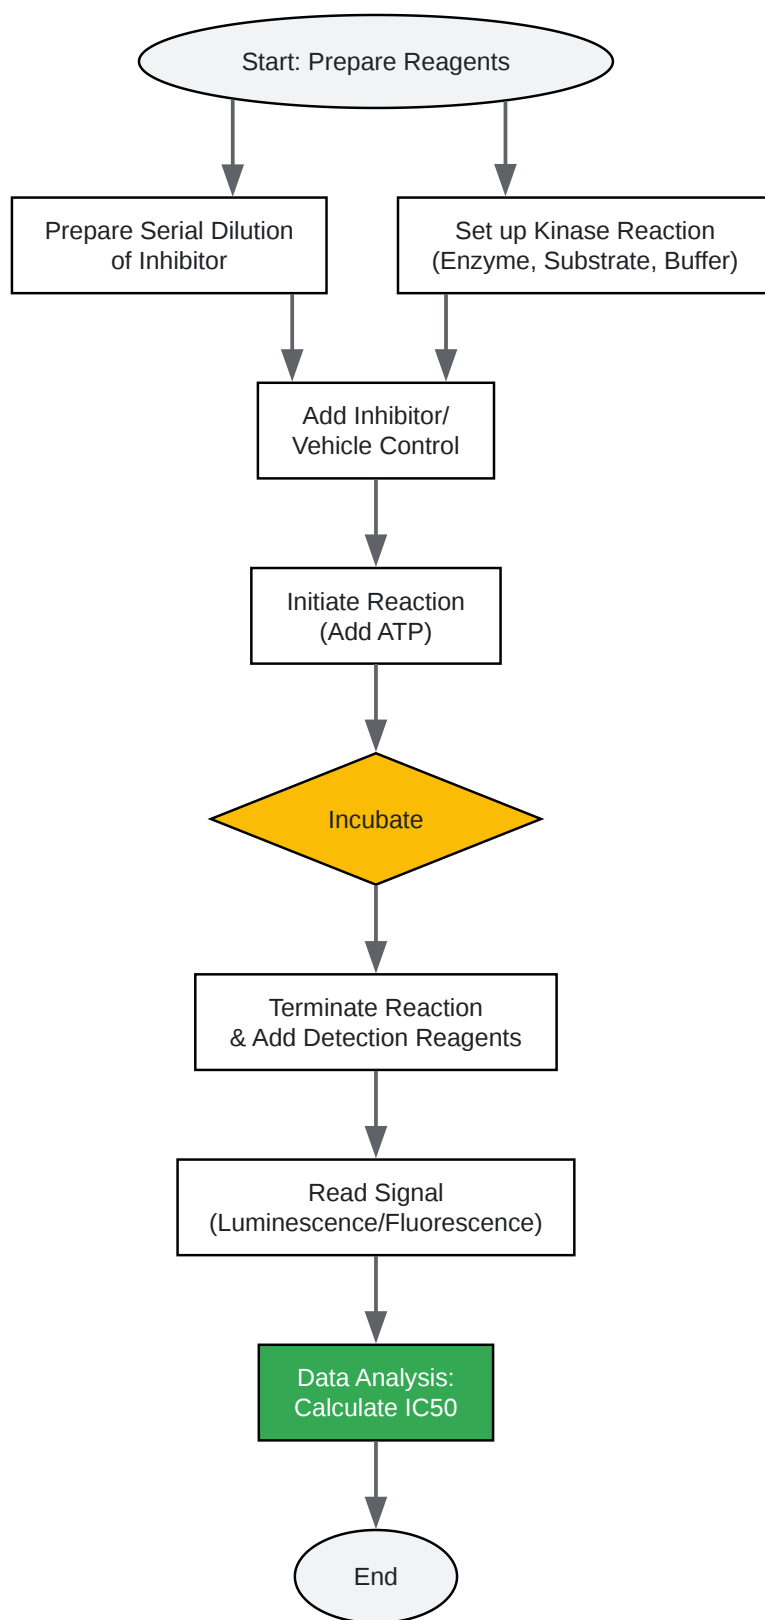 Start: Prepare Reagents
Prepare Serial Dilution
of Inhibitor
Set up Kinase Reaction
(Enzyme, Substrate, Buffer)
Add Inhibitor/
Vehicle Control
Initiate Reaction
(Add ATP)
Incubate
Terminate Reaction
& Add Detection Reagents
Read Signal
(Luminescence/Fluorescence)
Data Analysis:
Calculate IC50
End